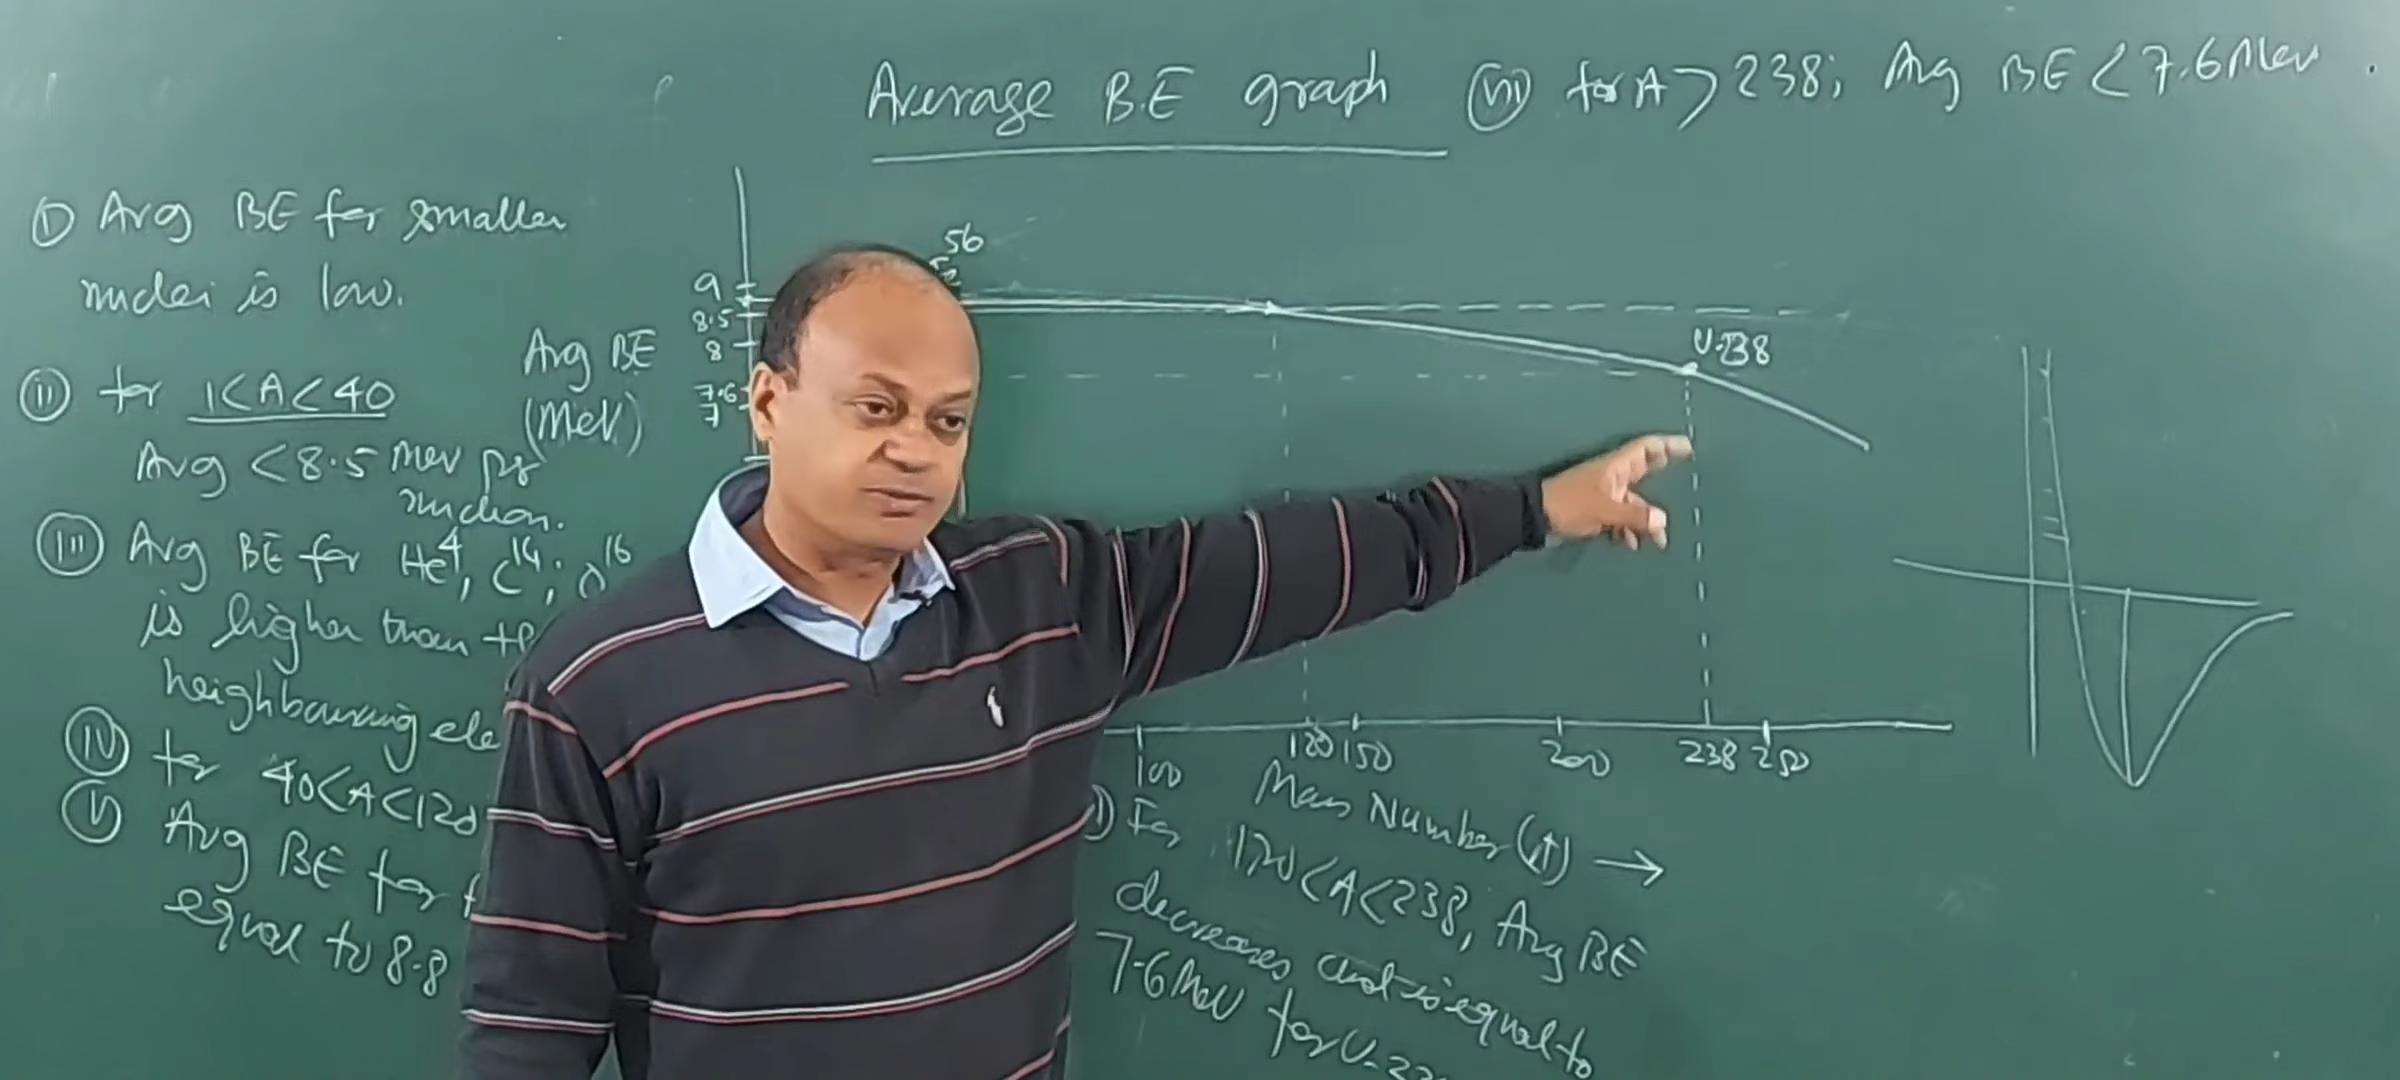 Average B.E graph
(VII) for A > 238; Avg BE < 7.6 Mev
(I) Avg BE for smaller
nuclei is low.
(II) for 1<A<40
Avg < 8.5 Mev pr
nucleon.
(III) Avg BE for He4, C14; O16
is higher than
neighbouring ele
(IV) for 40<A<120
(V) Avg BE for
equal to 8.8
Avg BE
(MeV)
9
8.5
8
7.6
7
56
U-238
100 120 150 200 238 250
Mass Number (A) →
For 120<A<238, Avg BE
decreases and is equal to
7.6 MeV for U-23